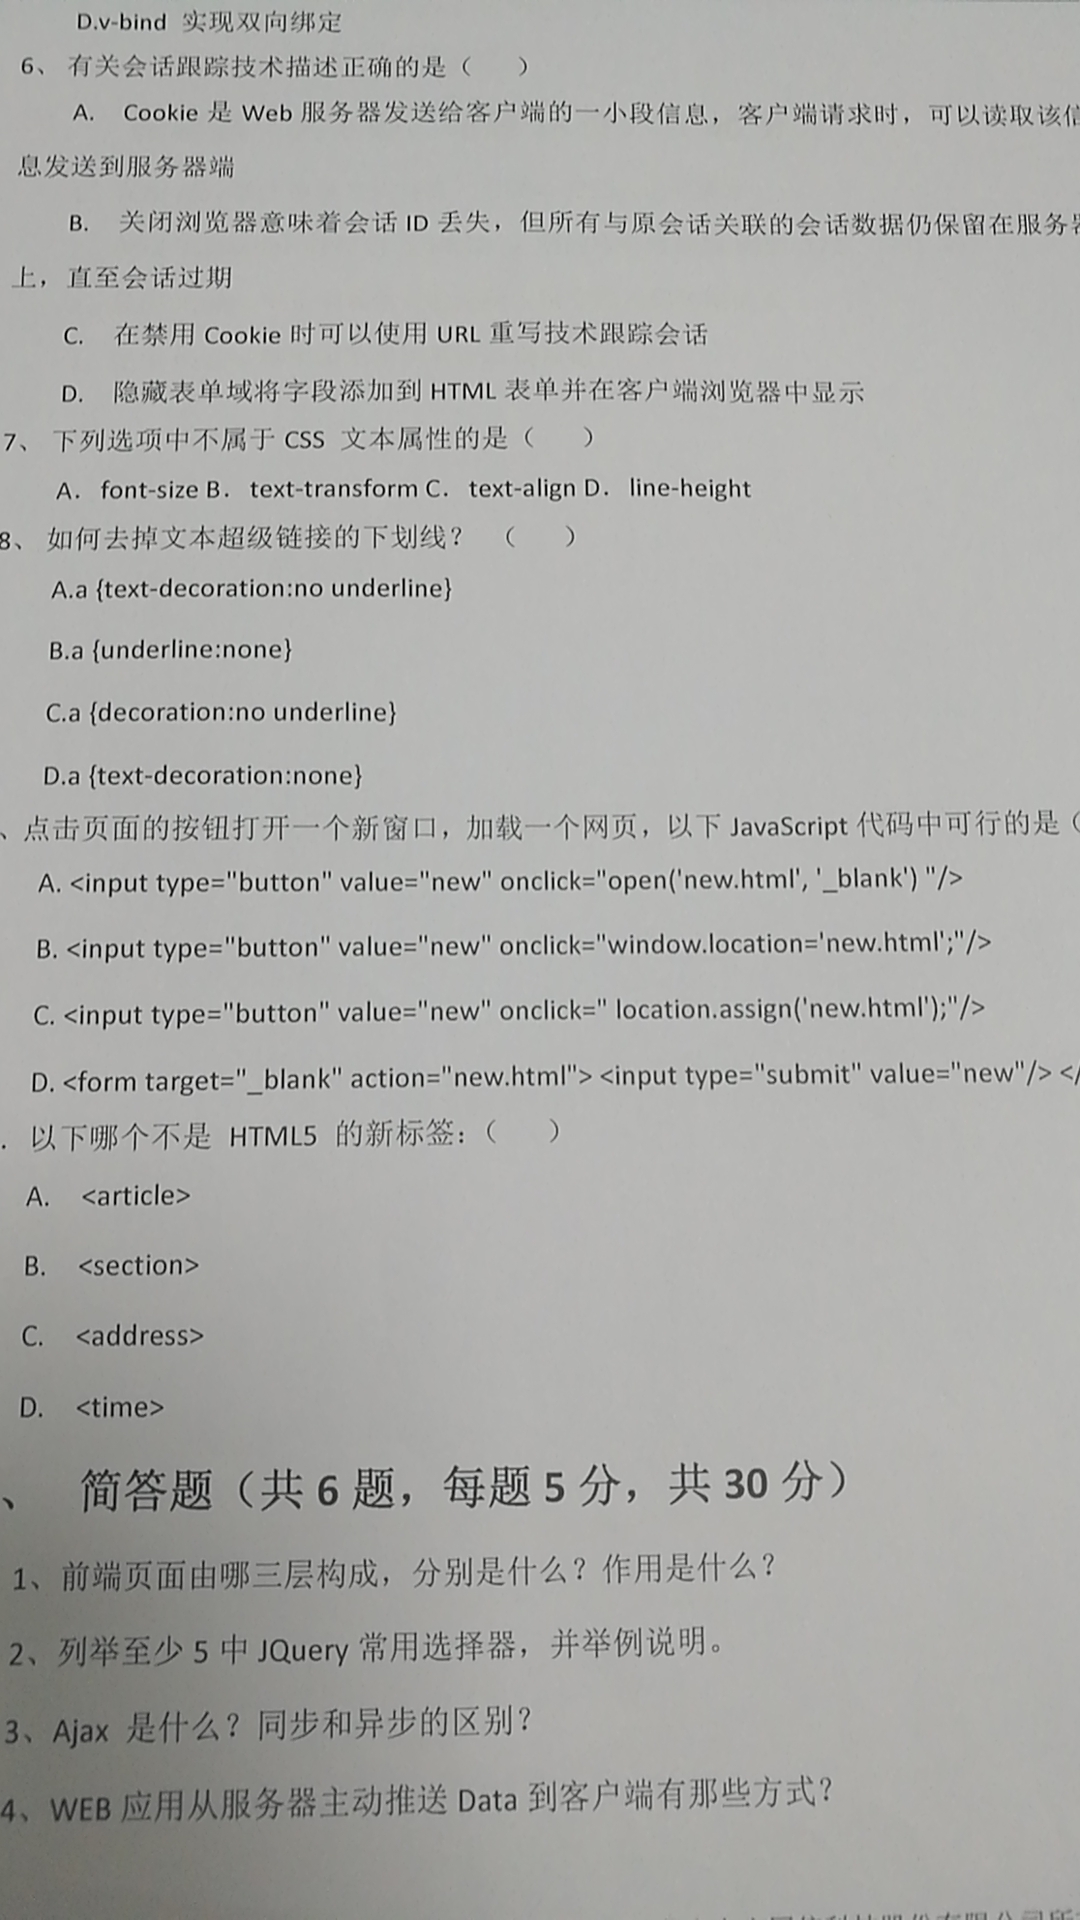 D.v-bind 实现双向绑定
6、 有关会话跟踪技术描述正确的是（ ）
A. Cookie 是 Web 服务器发送给客户端的一小段信息，客户端请求时，可以读取该信
息发送到服务器端
B. 关闭浏览器意味着会话 ID 丢失，但所有与原会话关联的会话数据仍保留在服务器
上，直至会话过期
C. 在禁用 Cookie 时可以使用 URL 重写技术跟踪会话
D. 隐藏表单域将字段添加到 HTML 表单并在客户端浏览器中显示
7、 下列选项中不属于 CSS 文本属性的是（ ）
A．font-size B．text-transform C．text-align D．line-height
8、 如何去掉文本超级链接的下划线？ （ ）
A.a {text-decoration:no underline}
B.a {underline:none}
C.a {decoration:no underline}
D.a {text-decoration:none}
、点击页面的按钮打开一个新窗口，加载一个网页，以下 JavaScript 代码中可行的是（
A. <input type="button" value="new" onclick="open('new.html', '_blank') "/>
B. <input type="button" value="new" onclick="window.location='new.html';"/>
C. <input type="button" value="new" onclick=" location.assign('new.html');"/>
D. <form target="_blank" action="new.html"> <input type="submit" value="new"/> </
. 以下哪个不是 HTML5 的新标签:（ ）
A. <article>
B. <section>
C. <address>
D. <time>
、 简答题（共 6 题，每题 5 分，共 30 分）
1、前端页面由哪三层构成，分别是什么？作用是什么？
2、列举至少 5 中 JQuery 常用选择器，并举例说明。
3、Ajax 是什么？同步和异步的区别？
4、WEB 应用从服务器主动推送 Data 到客户端有那些方式？